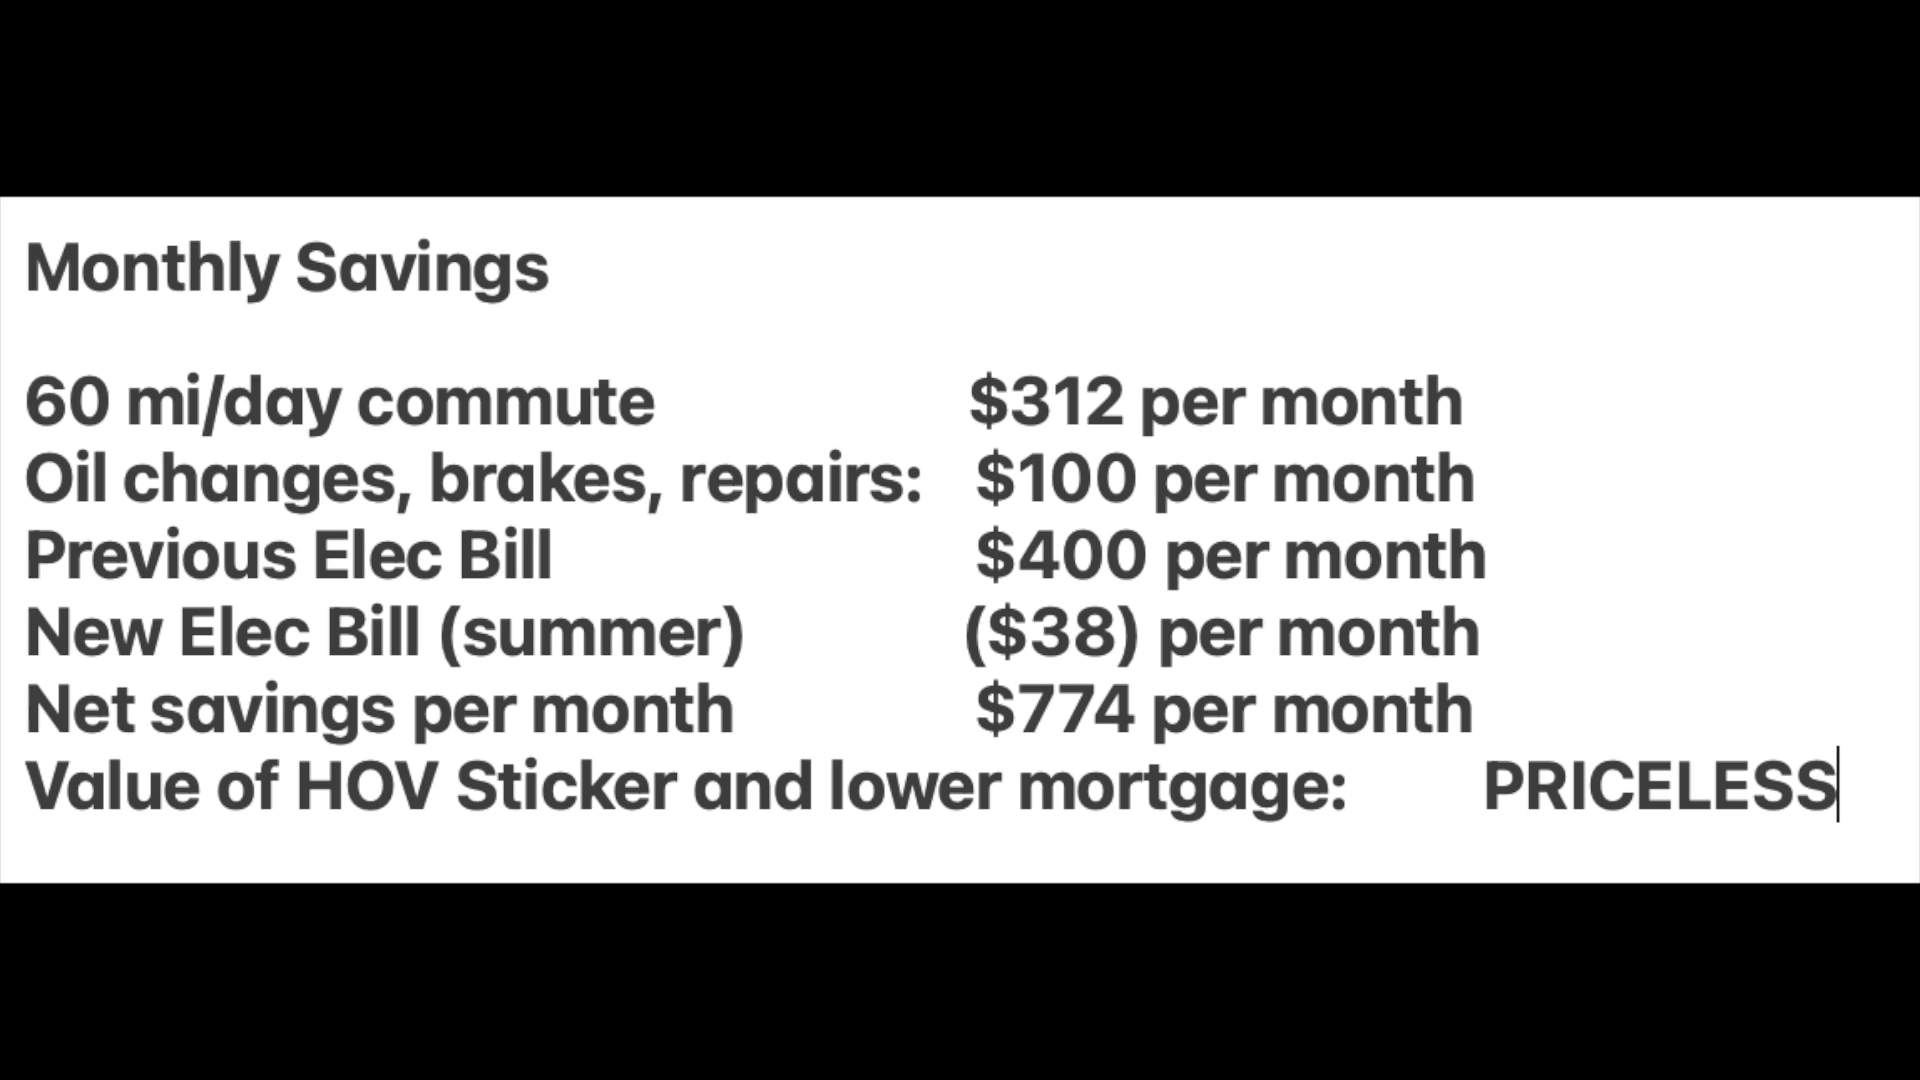 Monthly Savings
60 mi/day commute $312 per month
Oil changes, brakes, repairs: $100 per month
Previous Elec Bill $400 per month
New Elec Bill (summer) ($38) per month
Net savings per month $774 per month
Value of HOV Sticker and lower mortgage: PRICELESS